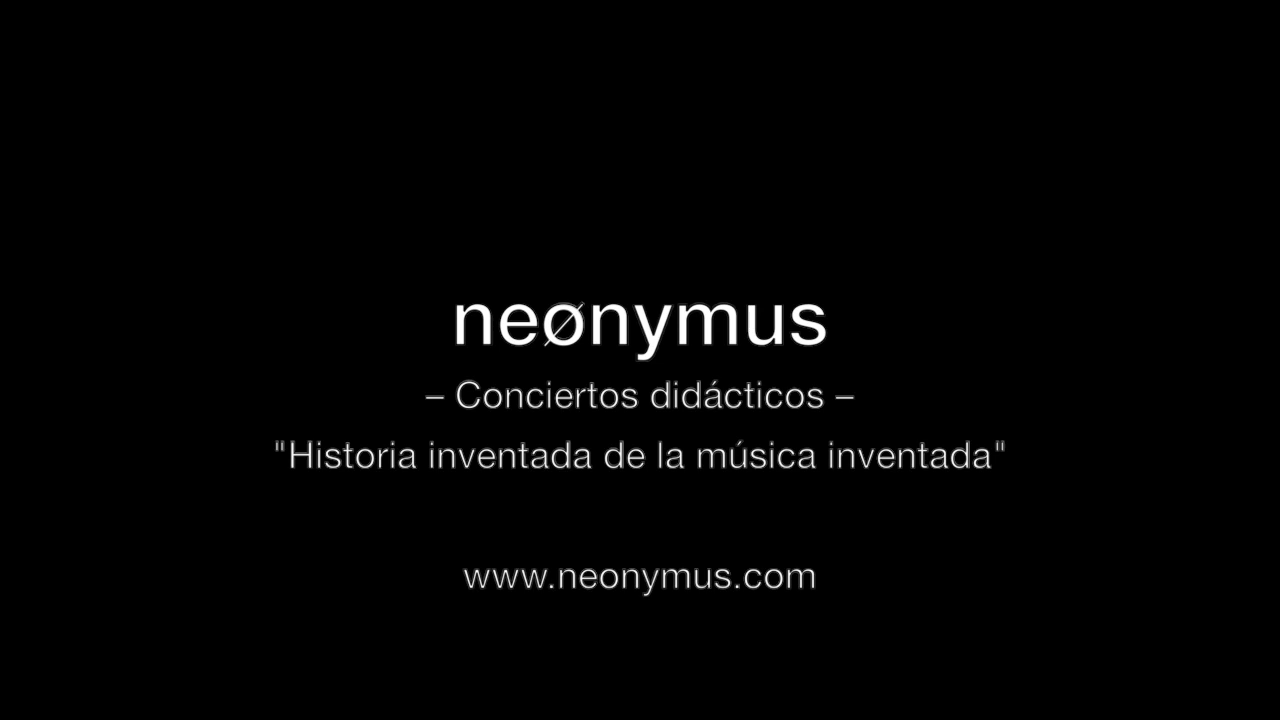 neønymus
– Conciertos didácticos –
"Historia inventada de la música inventada"
www.neonymus.com